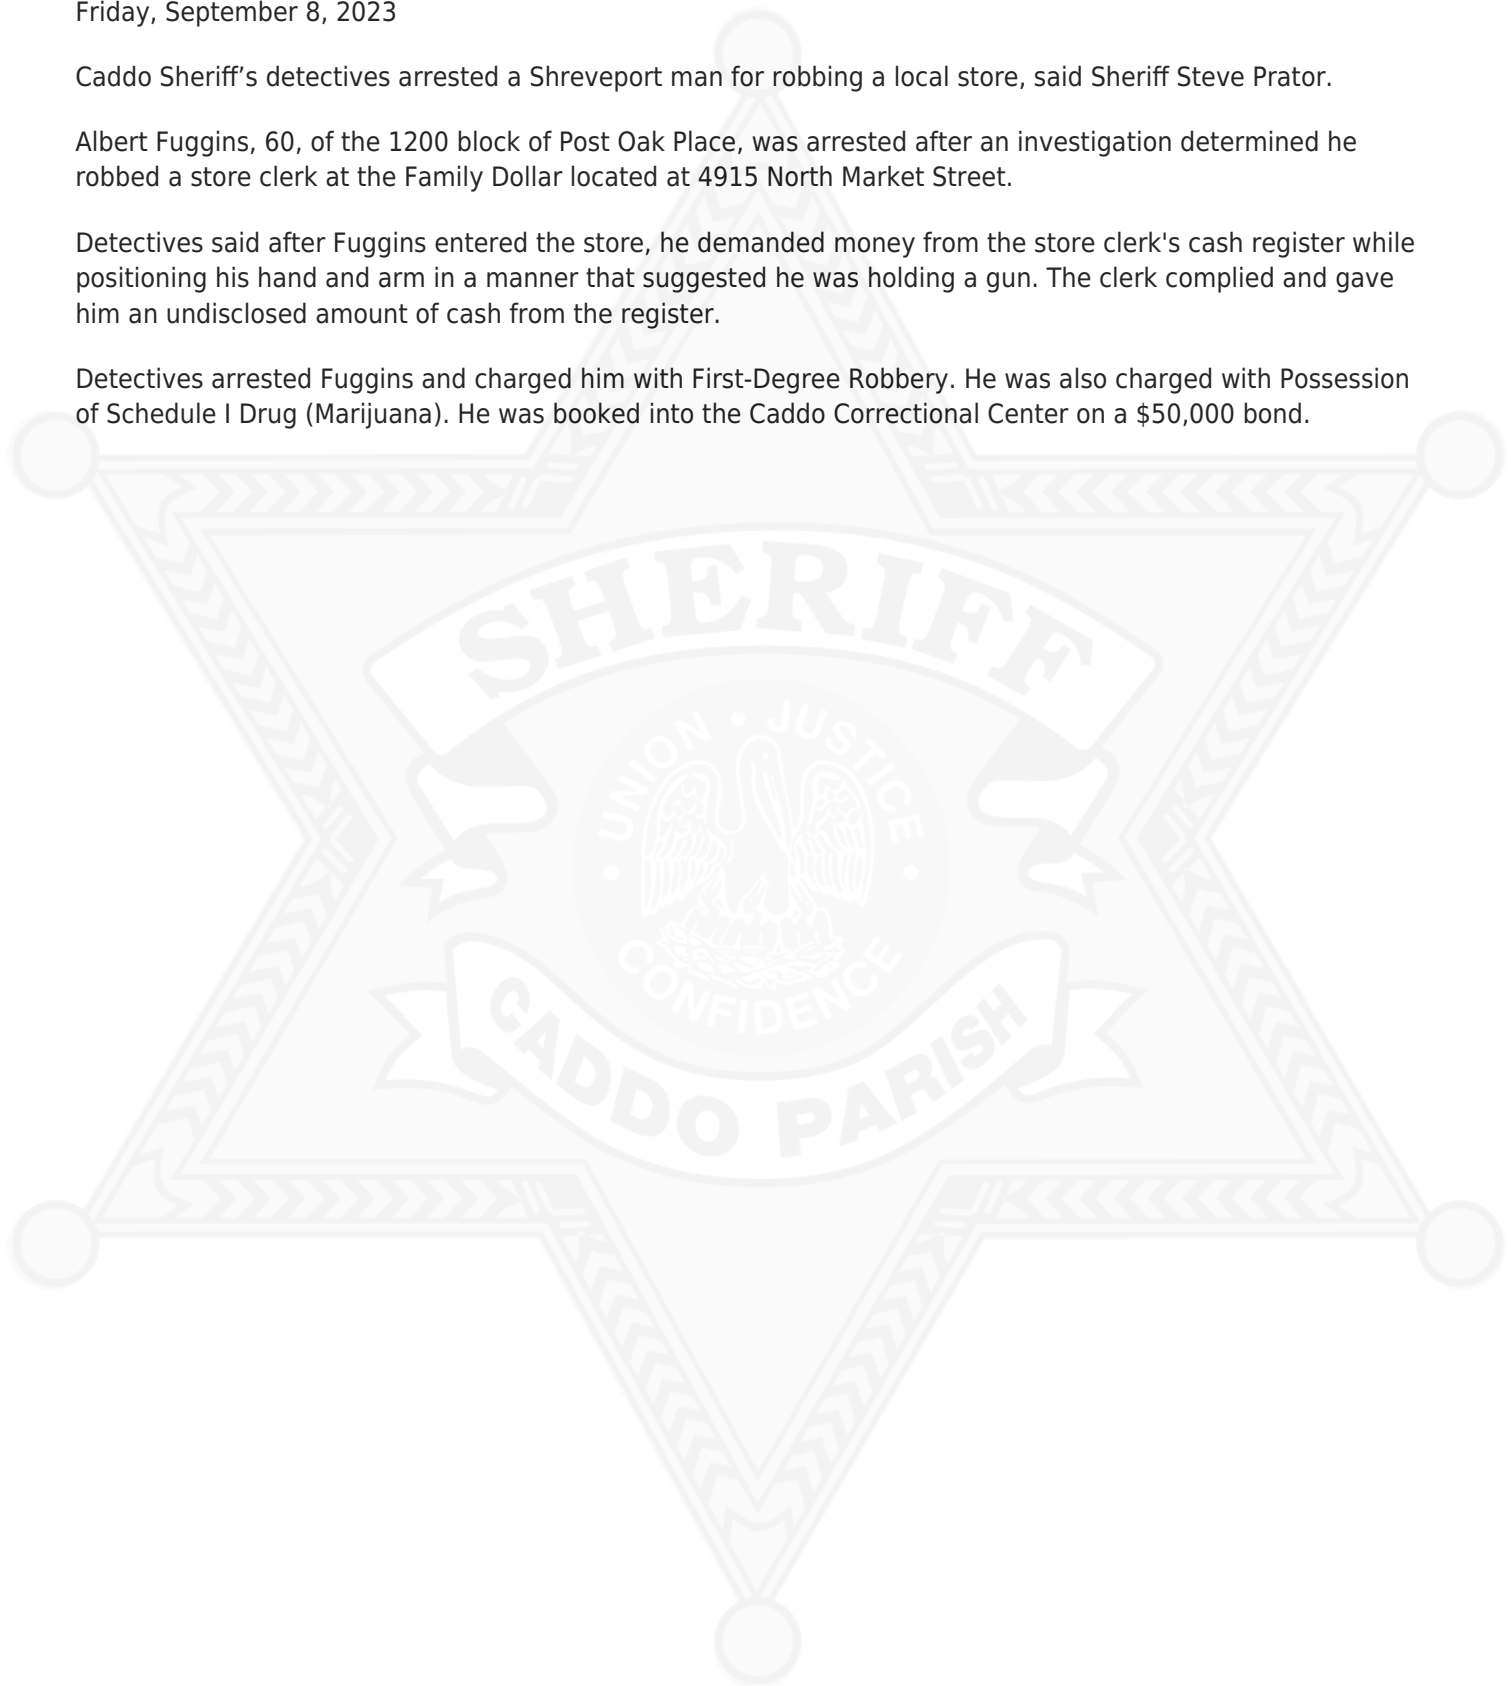 Friday, September 8, 2023
Caddo Sheriff’s detectives arrested a Shreveport man for robbing a local store, said Sheriff Steve Prator.
Albert Fuggins, 60, of the 1200 block of Post Oak Place, was arrested after an investigation determined he
robbed a store clerk at the Family Dollar located at 4915 North Market Street.
Detectives said after Fuggins entered the store, he demanded money from the store clerk's cash register while
positioning his hand and arm in a manner that suggested he was holding a gun. The clerk complied and gave
him an undisclosed amount of cash from the register.
Detectives arrested Fuggins and charged him with First-Degree Robbery. He was also charged with Possession
of Schedule I Drug (Marijuana). He was booked into the Caddo Correctional Center on a $50,000 bond.
SHERIFF
UNION • JUSTICE
• CONFIDENCE •
CADDO PARISH